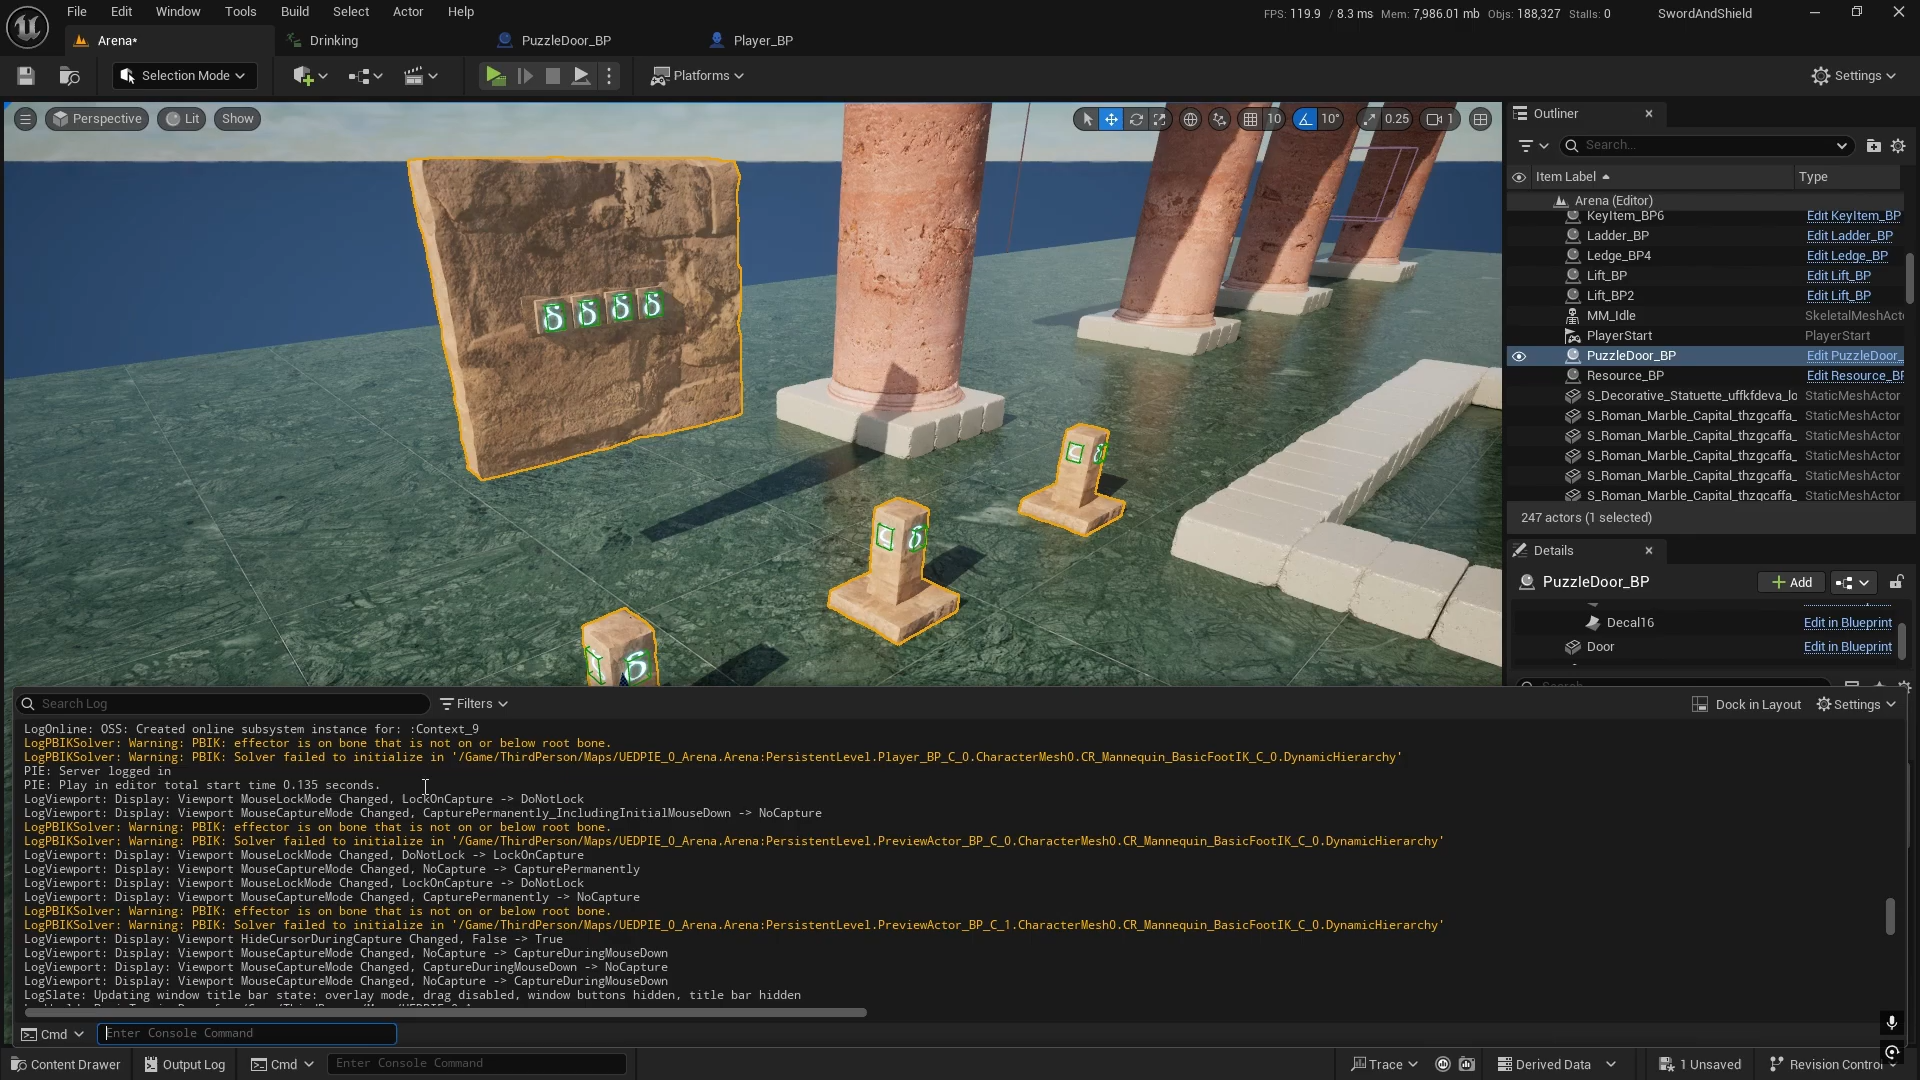 File Edit Window Tools Build Select Actor Help
FPS: 119.9 / 8.3 ms Mem: 7,986.01 mb Objs: 188,327 Stalls: 0 SwordAndShield
Arena* Drinking PuzzleDoor_BP Player_BP
Selection Mode Platforms Settings
Perspective Lit Show 10 10° 0.25 1
Outliner
Search...
Item Label Type
Arena (Editor)
KeyItem_BP6 Edit KeyItem_BP
Ladder_BP Edit Ladder_BP
Ledge_BP4 Edit Ledge_BP
Lift_BP Edit Lift_BP
Lift_BP2 Edit Lift_BP
MM_Idle SkeletalMeshAct
PlayerStart PlayerStart
PuzzleDoor_BP Edit PuzzleDoor_
Resource_BP Edit Resource_BP
S_Decorative_Statuette_uffkfdeva_lo StaticMeshActor
S_Roman_Marble_Capital_thzgcaffa_ StaticMeshActor
S_Roman_Marble_Capital_thzgcaffa_ StaticMeshActor
S_Roman_Marble_Capital_thzgcaffa_ StaticMeshActor
S_Roman_Marble_Capital_thzgcaffa_ StaticMeshActor
S_Roman_Marble_Capital_thzgcaffa_ StaticMeshActor
247 actors (1 selected)
Details
PuzzleDoor_BP Add
Decal16 Edit in Blueprint
Door Edit in Blueprint
δ δ δ δ
Search Log Filters Dock in Layout Settings
LogOnline: OSS: Created online subsystem instance for: :Context_9
LogPBIKSolver: Warning: PBIK: effector is on bone that is not on or below root bone.
LogPBIKSolver: Warning: PBIK: Solver failed to initialize in '/Game/ThirdPerson/Maps/UEDPIE_0_Arena.Arena:PersistentLevel.Player_BP_C_0.CharacterMesh0.CR_Mannequin_BasicFootIK_C_0.DynamicHierarchy'
PIE: Server logged in
PIE: Play in editor total start time 0.135 seconds.
LogViewport: Display: Viewport MouseLockMode Changed, LockOnCapture -> DoNotLock
LogViewport: Display: Viewport MouseCaptureMode Changed, CapturePermanently_IncludingInitialMouseDown -> NoCapture
LogPBIKSolver: Warning: PBIK: effector is on bone that is not on or below root bone.
LogPBIKSolver: Warning: PBIK: Solver failed to initialize in '/Game/ThirdPerson/Maps/UEDPIE_0_Arena.Arena:PersistentLevel.PreviewActor_BP_C_0.CharacterMesh0.CR_Mannequin_BasicFootIK_C_0.DynamicHierarchy'
LogViewport: Display: Viewport MouseLockMode Changed, DoNotLock -> LockOnCapture
LogViewport: Display: Viewport MouseCaptureMode Changed, NoCapture -> CapturePermanently
LogViewport: Display: Viewport MouseLockMode Changed, LockOnCapture -> DoNotLock
LogViewport: Display: Viewport MouseCaptureMode Changed, CapturePermanently -> NoCapture
LogPBIKSolver: Warning: PBIK: effector is on bone that is not on or below root bone.
LogPBIKSolver: Warning: PBIK: Solver failed to initialize in '/Game/ThirdPerson/Maps/UEDPIE_0_Arena.Arena:PersistentLevel.PreviewActor_BP_C_1.CharacterMesh0.CR_Mannequin_BasicFootIK_C_0.DynamicHierarchy'
LogViewport: Display: Viewport HideCursorDuringCapture Changed, False -> True
LogViewport: Display: Viewport MouseCaptureMode Changed, NoCapture -> CaptureDuringMouseDown
LogViewport: Display: Viewport MouseCaptureMode Changed, CaptureDuringMouseDown -> NoCapture
LogViewport: Display: Viewport MouseCaptureMode Changed, NoCapture -> CaptureDuringMouseDown
LogSlate: Updating window title bar state: overlay mode, drag disabled, window buttons hidden, title bar hidden
Cmd Enter Console Command
Content Drawer Output Log Cmd Enter Console Command Trace Derived Data 1 Unsaved Revision Control